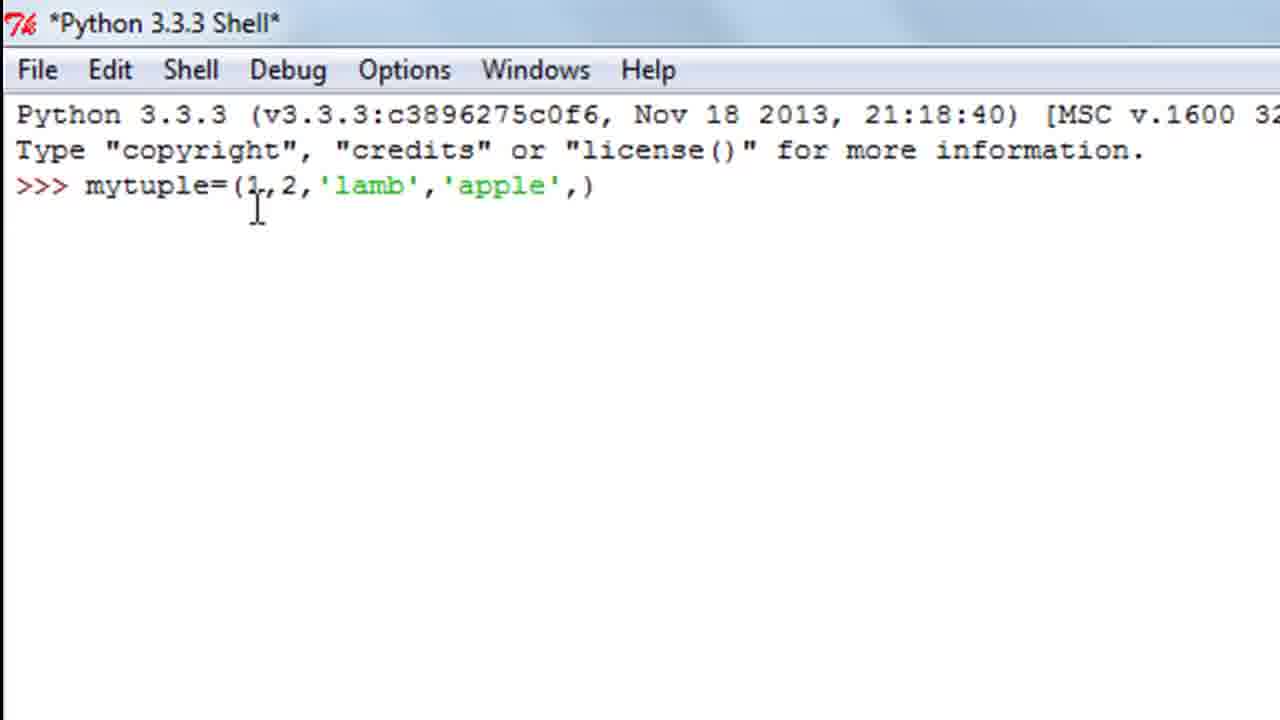 *Python 3.3.3 Shell*
File Edit Shell Debug Options Windows Help
Python 3.3.3 (v3.3.3:c3896275c0f6, Nov 18 2013, 21:18:40) [MSC v.1600 32
Type "copyright", "credits" or "license()" for more information.
>>> mytuple=(1,2,'lamb','apple',)